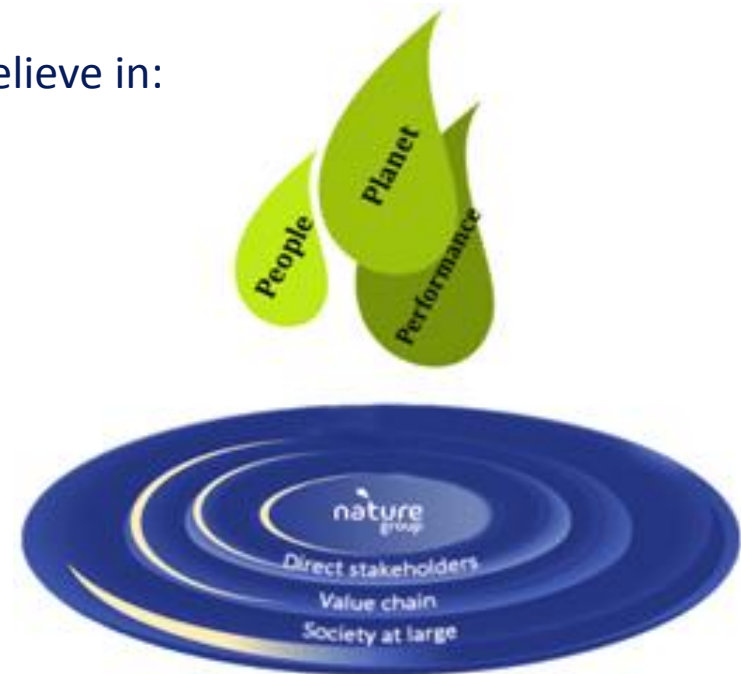 elieve in:
Planet
People
Performance
nature
group
Direct stakeholders
Value chain
Society at large